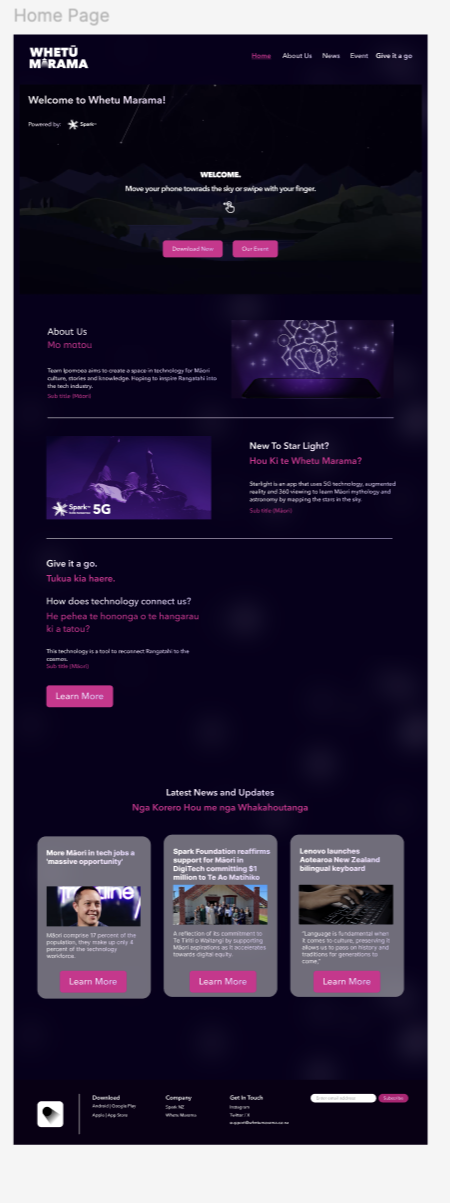 Home Page
WHETŪ
MARAMA
Home About Us News Event Give it a go
Welcome to Whetu Marama!
Powered by: Spark
WELCOME.
Move your phone towrads the sky or swipe with your finger.
Download Now Our Event
About Us
Mo matou
Team Ipomoea aims to create a space in technology for Māori
culture, stories and knowledge. Hoping to inspire Rangatahi into
the tech industry.
Sub title (Māori)
New To Star Light?
Hou Ki te Whetu Marama?
Starlight is an app that uses 5G technology, augmented
reality and 360 viewing to learn Māori mythology and
astronomy by mapping the stars in the sky.
Sub title (Māori)
Spark 5G
Give it a go.
Tukua kia haere.
How does technology connect us?
He pehea te hononga o te hangarau
ki a tatou?
This technology is a tool to reconnect Rangatahi to the
cosmos.
Sub title (Māori)
Learn More
Latest News and Updates
Nga Korero Hou me nga Whakahoutanga
More Māori in tech jobs a
'massive opportunity'
Māori comprise 17 percent of the
population, they make up only 4
percent of the technology
workforce.
Learn More
Spark Foundation reaffirms
support for Māori in
DigiTech committing $1
million to Te Ao Matihiko
A reflection of its commitment to
Te Tiriti o Waitangi by supporting
Māori aspirations as it accelerates
towards digital equity.
Learn More
Lenovo launches
Aotearoa New Zealand
bilingual keyboard
"Language is fundamental when
it comes to culture, preserving it
allows us to pass on history and
traditions for generations to
come,"
Learn More
Download
Android | Google Play
Apple | App Store
Company
Spark NZ
Whetu Marama
Get In Touch
Instagram
Twitter / X
support@whetumarama.co.nz
Enter email address Subscribe